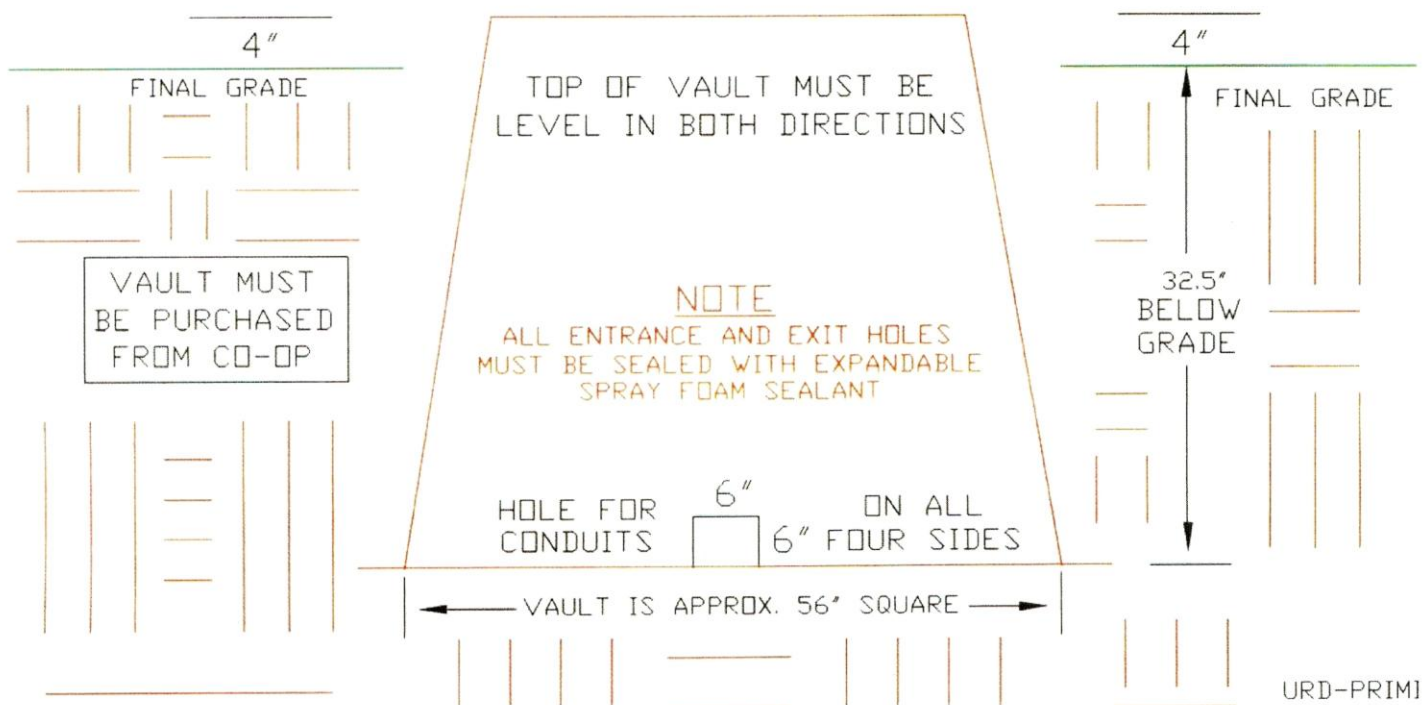 4"
FINAL GRADE
TOP OF VAULT MUST BE
LEVEL IN BOTH DIRECTIONS
4"
FINAL GRADE
VAULT MUST
BE PURCHASED
FROM CO-OP
NOTE
ALL ENTRANCE AND EXIT HOLES
MUST BE SEALED WITH EXPANDABLE
SPRAY FOAM SEALANT
32.5"
BELOW
GRADE
HOLE FOR
CONDUITS
6"
6"
ON ALL
FOUR SIDES
VAULT IS APPROX. 56" SQUARE
URD-PRIMI